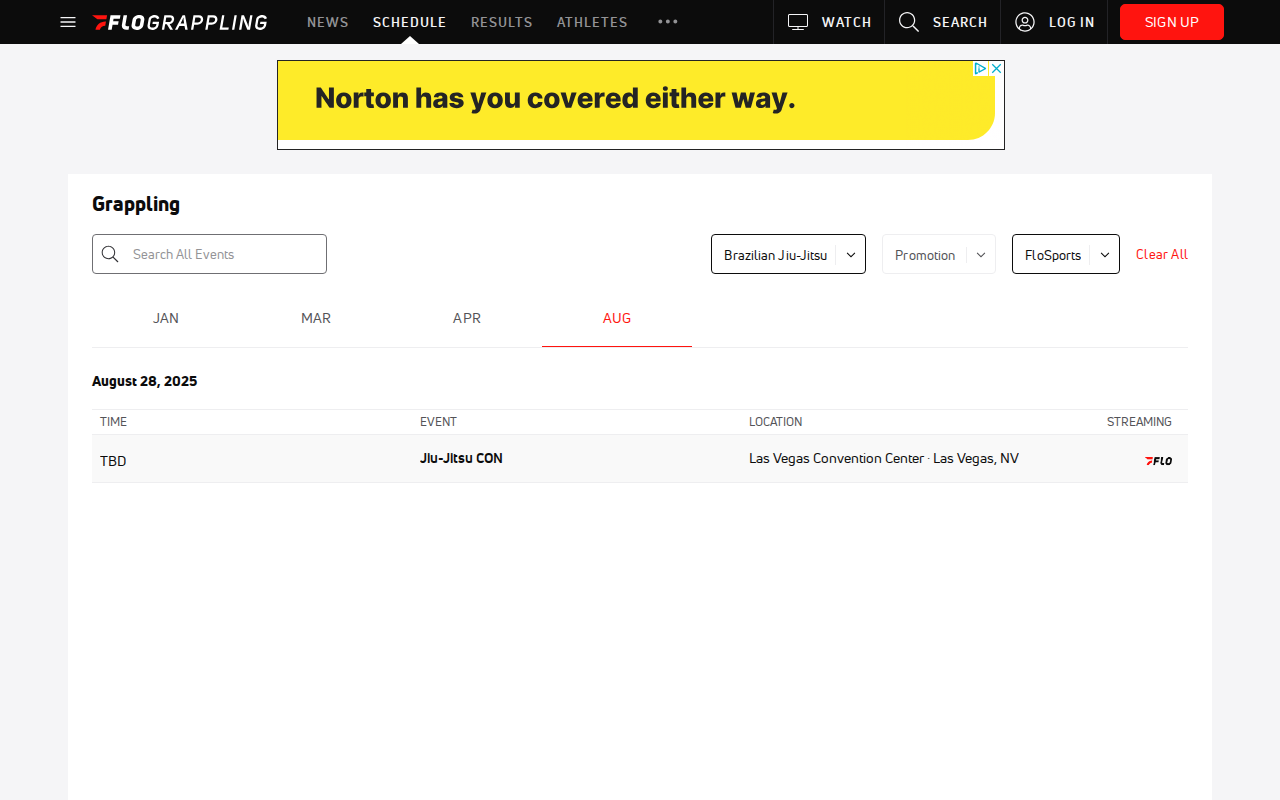 FLOGRAPPLING NEWS SCHEDULE RESULTS ATHLETES WATCH SEARCH LOG IN SIGN UP
Norton has you covered either way.
Grappling
Search All Events Brazilian Jiu-Jitsu Promotion FloSports Clear All
JAN MAR APR AUG
August 28, 2025
TIME EVENT LOCATION STREAMING
TBD Jiu-Jitsu CON Las Vegas Convention Center · Las Vegas, NV FLO